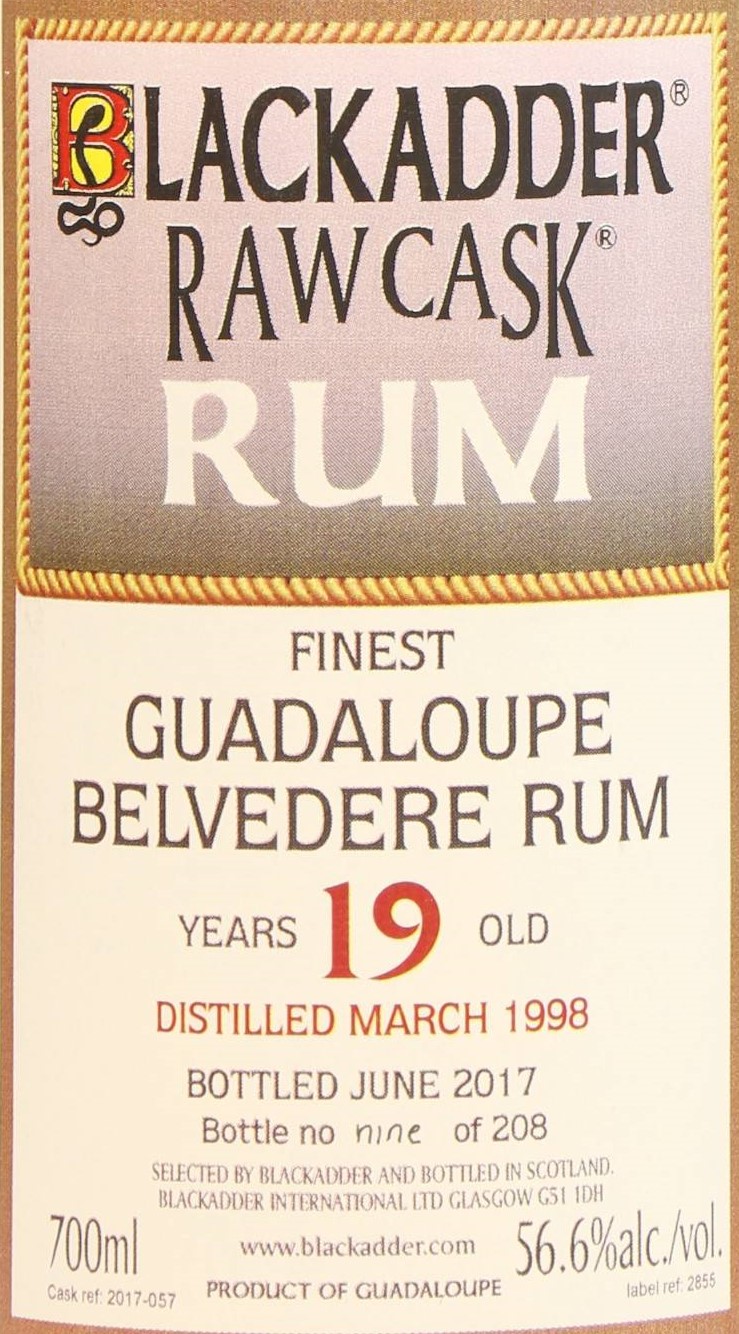 BLACKADDER®
RAW CASK®
RUM
FINEST
GUADALOUPE
BELVEDERE RUM
YEARS 19 OLD
DISTILLED MARCH 1998
BOTTLED JUNE 2017
Bottle no nine of 208
SELECTED BY BLACKADDER AND BOTTLED IN SCOTLAND.
BLACKADDER INTERNATIONAL LTD GLASGOW G51 1DH
700ml www.blackadder.com 56.6%alc./vol.
Cask ref: 2017-057 PRODUCT OF GUADALOUPE label ref: 2855